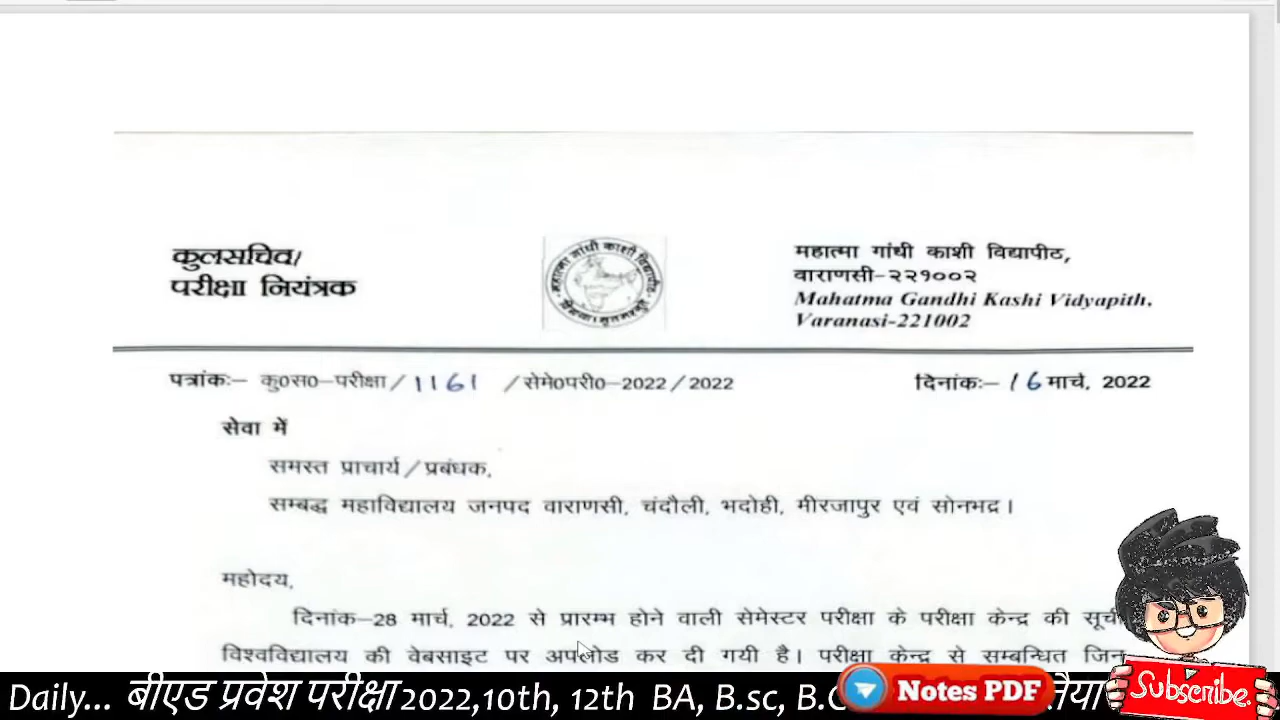 कुलसचिव/
परीक्षा नियंत्रक
महात्मा गांधी काशी विद्यापीठ
महात्मा गांधी काशी विद्यापीठ,
वाराणसी-२२१००२
Mahatma Gandhi Kashi Vidyapith,
Varanasi-221002
पत्रांकः- कु0स0-परीक्षा/1161 /सेमे0परी0-2022/2022
दिनांकः- 16 मार्च, 2022
सेवा में
समस्त प्राचार्य/प्रबंधक,
सम्बद्ध महाविद्यालय जनपद वाराणसी, चंदौली, भदोही, मीरजापुर एवं सोनभद्र।
महोदय,
दिनांक-28 मार्च, 2022 से प्रारम्भ होने वाली सेमेस्टर परीक्षा के परीक्षा केन्द्र की सूची
विश्वविद्यालय की वेबसाइट पर अपलोड कर दी गयी है। परीक्षा केन्द्र से सम्बन्धित जिन
Daily... बीएड प्रवेश परीक्षा 2022,10th, 12th BA, B.sc,
Notes PDF
Subscribe.